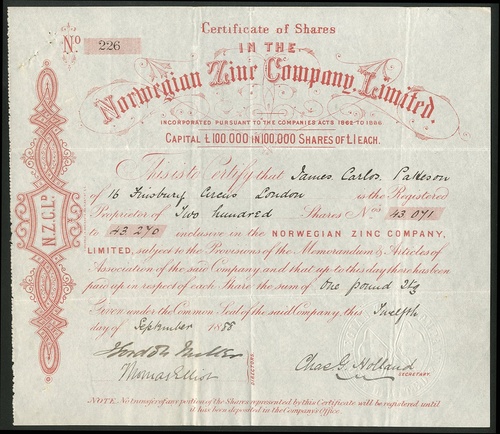 Certificate of Shares
No. 226
IN THE
Norwegian Zinc Company, Limited.
INCORPORATED PURSUANT TO THE COMPANIES ACTS. 1862 TO 1886
CAPITAL £100,000 IN 100,000 SHARES OF £1 EACH.
This is to Certify that James Carlos Patteson
of 16 Finsbury Circus London is the Registered
Proprietor of Two hundred Shares Nos. 43,071
to 43,270 inclusive in the NORWEGIAN ZINC COMPANY,
LIMITED, subject to the Provisions of the Memorandum & Articles of
Association of the said Company and that up to this day there has been
paid up in respect of each Share the sum of One pound Stg
Given under the Common Seal of the said Company, this Twelfth
day of September 1888
Thomas Elliot
DIRECTORS.
Chas G. Holland
SECRETARY.
NOTE. No transfer of any portion of the Shares represented by this Certificate will be registered until
it has been deposited in the Company's Office.
N.Z.C.LD.